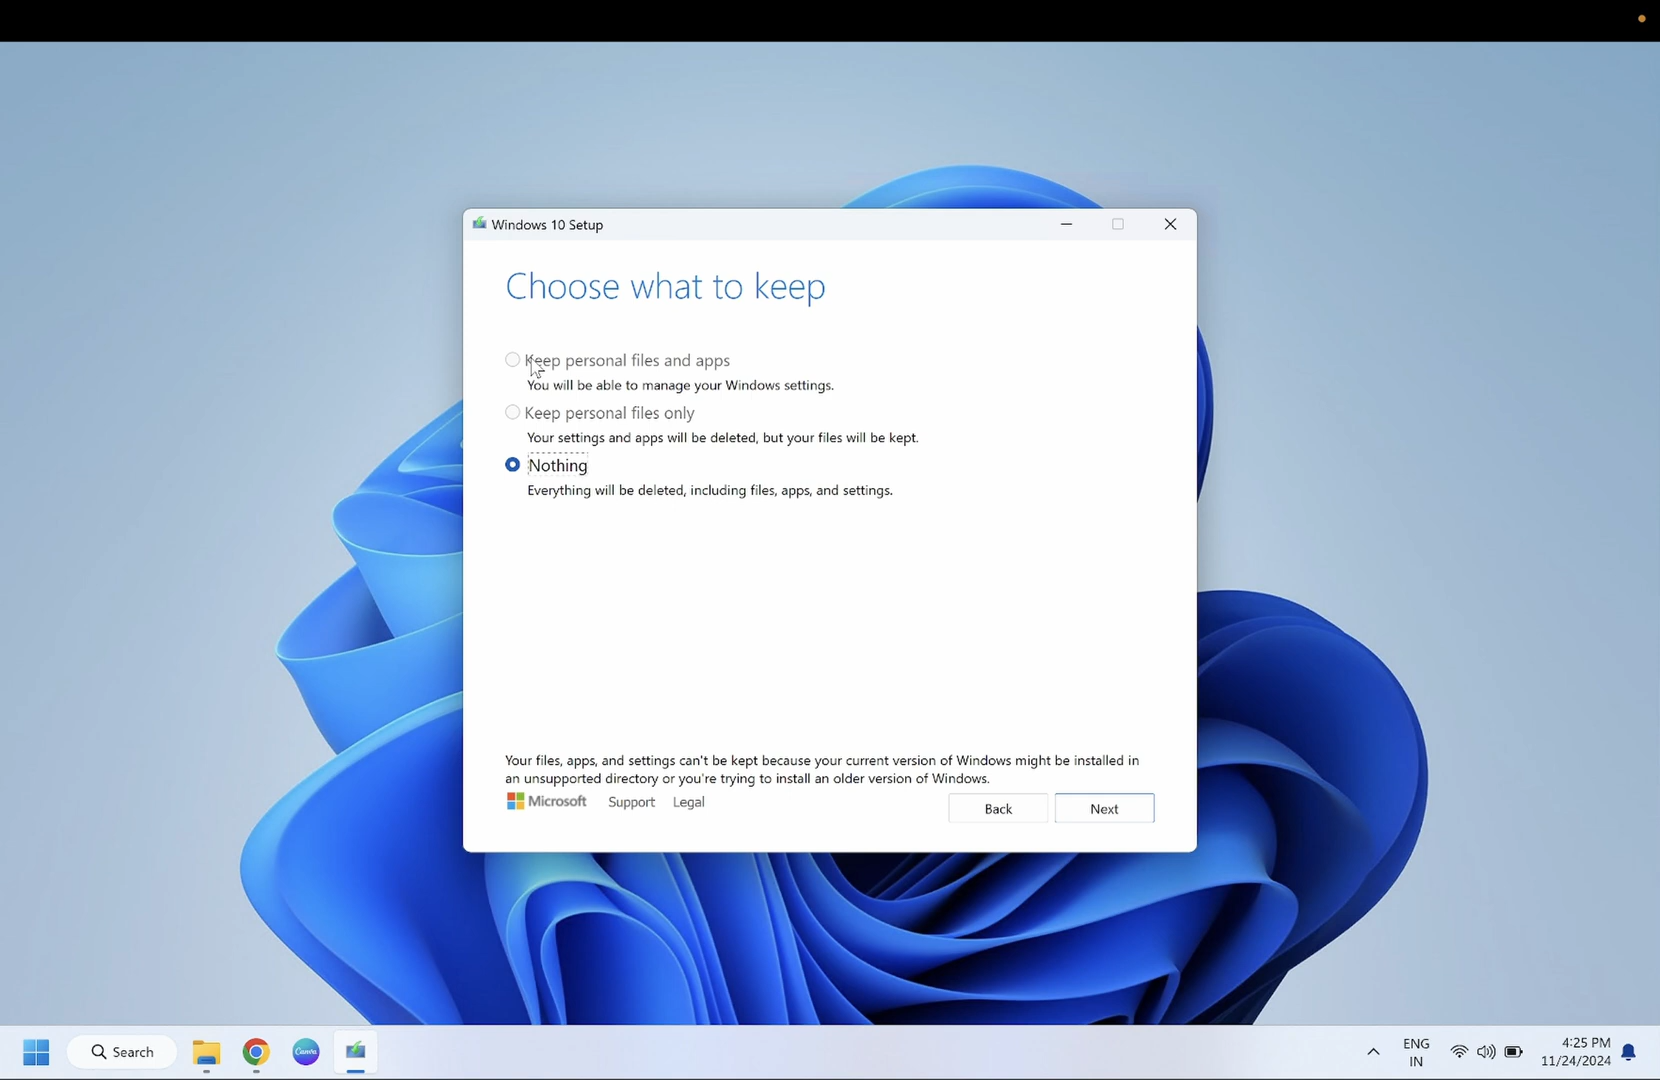 Windows 10 Setup
Choose what to keep
Keep personal files and apps
You will be able to manage your Windows settings.
Keep personal files only
Your settings and apps will be deleted, but your files will be kept.
Nothing
Everything will be deleted, including files, apps, and settings.
Your files, apps, and settings can't be kept because your current version of Windows might be installed in
an unsupported directory or you're trying to install an older version of Windows.
Microsoft Support Legal Back Next
Search Canva ENG 4:25 PM
IN 11/24/2024